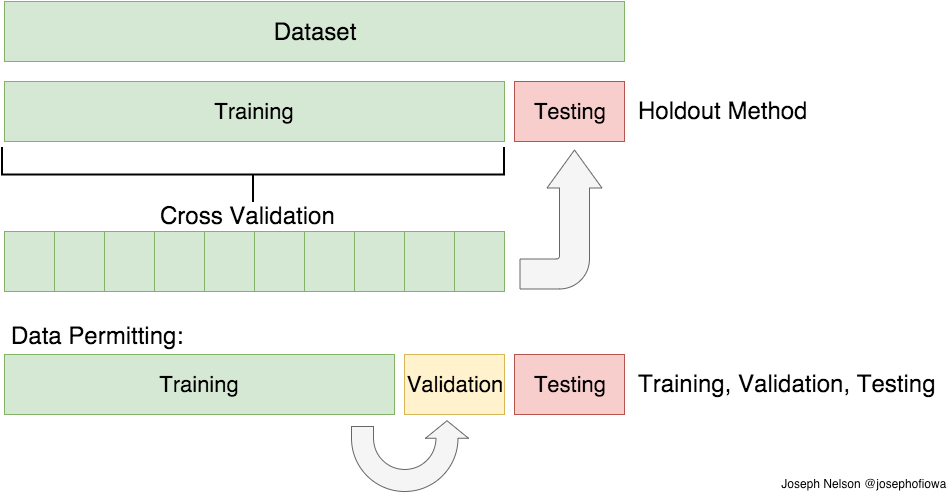 Dataset
Training
Testing
Holdout Method
Cross Validation
Data Permitting:
Training
Validation
Testing
Training, Validation, Testing
Joseph Nelson @josephofiowa